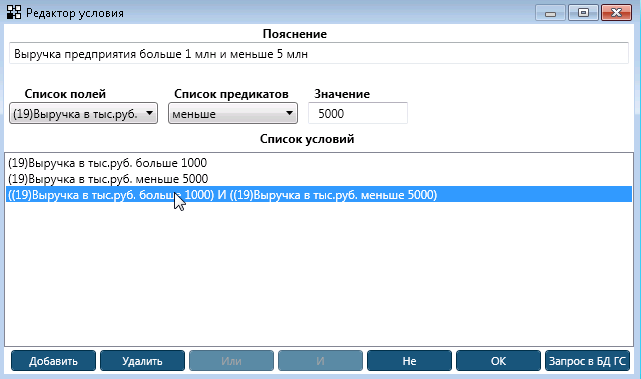 Редактор условия
Пояснение
Выручка предприятия больше 1 млн и меньше 5 млн
Список полей Список предикатов Значение
(19)Выручка в тыс.руб. меньше 5000
Список условий
(19)Выручка в тыс.руб. больше 1000
(19)Выручка в тыс.руб. меньше 5000
((19)Выручка в тыс.руб. больше 1000) И ((19)Выручка в тыс.руб. меньше 5000)
Добавить Удалить Или И Не ОК Запрос в БД ГС